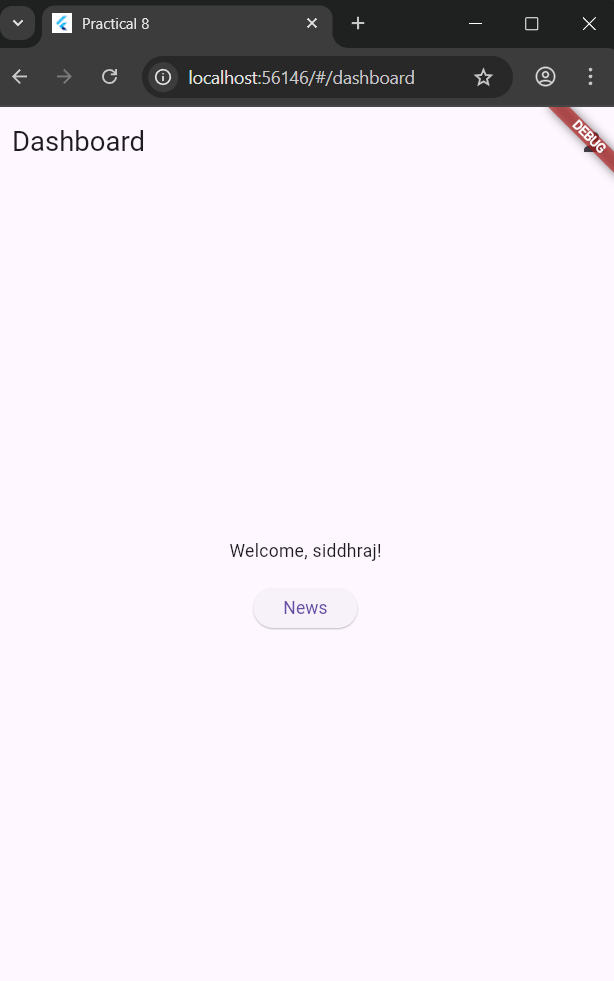 Practical 8
localhost:56146/#/dashboard
Dashboard
DEBUG
Welcome, siddhraj!
News